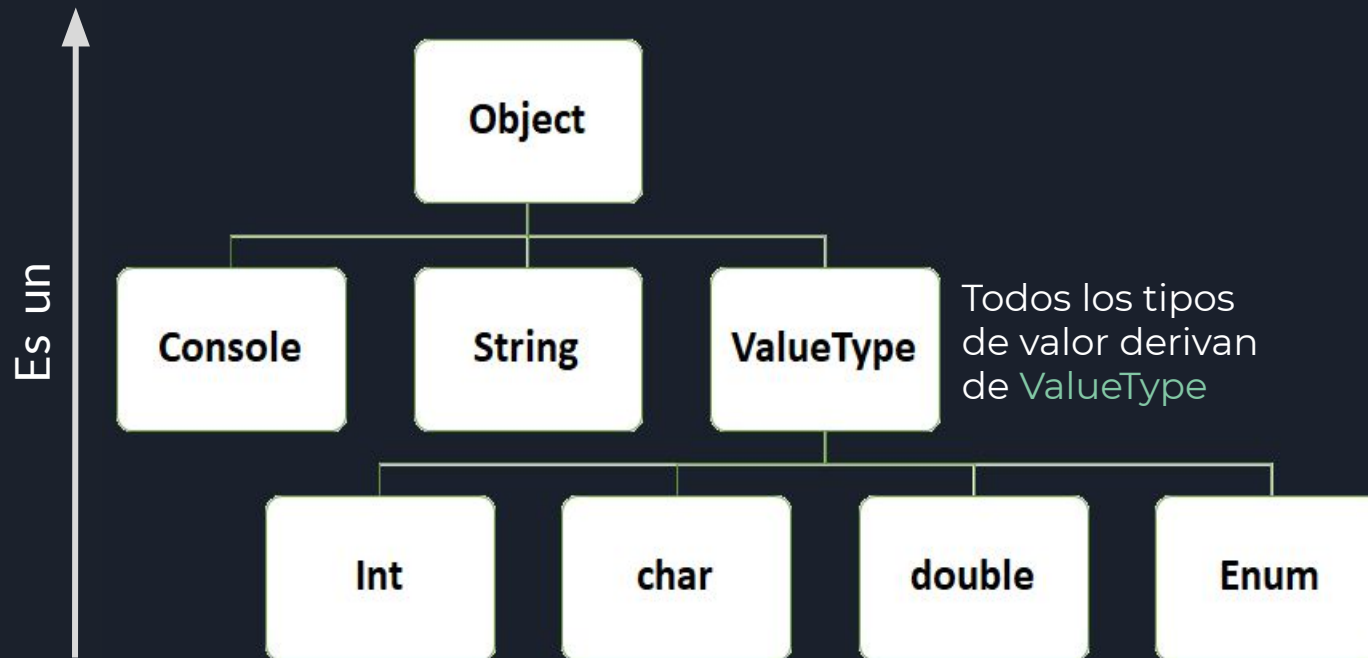 Object
Es un
Console
String
ValueType
Todos los tipos
de valor derivan
de ValueType
Int
char
double
Enum